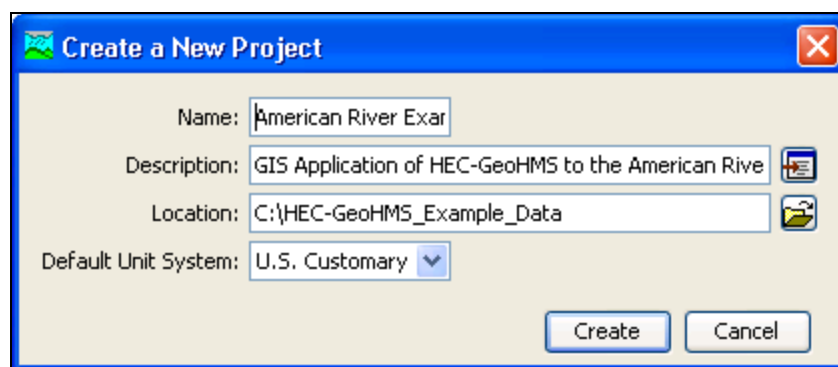 Create a New Project
Name: American River Exar
Description: GIS Application of HEC-GeoHMS to the American Rive
Location: C:\HEC-GeoHMS_Example_Data
Default Unit System: U.S. Customary
Create Cancel